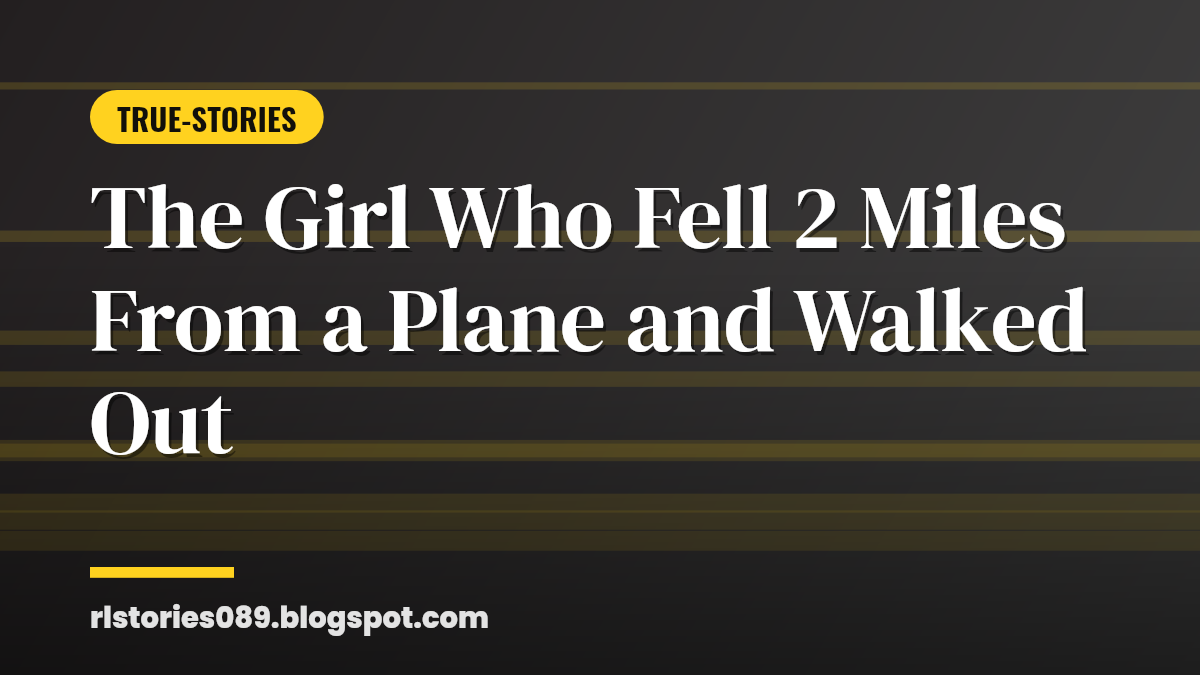 TRUE-STORIES
The Girl Who Fell 2 Miles
From a Plane and Walked
Out
rlstories089.blogspot.com